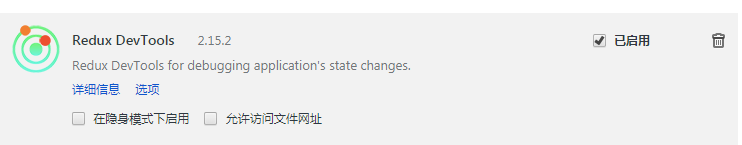 Redux DevTools 2.15.2 已启用
Redux DevTools for debugging application's state changes.
详细信息 选项
在隐身模式下启用 允许访问文件网址